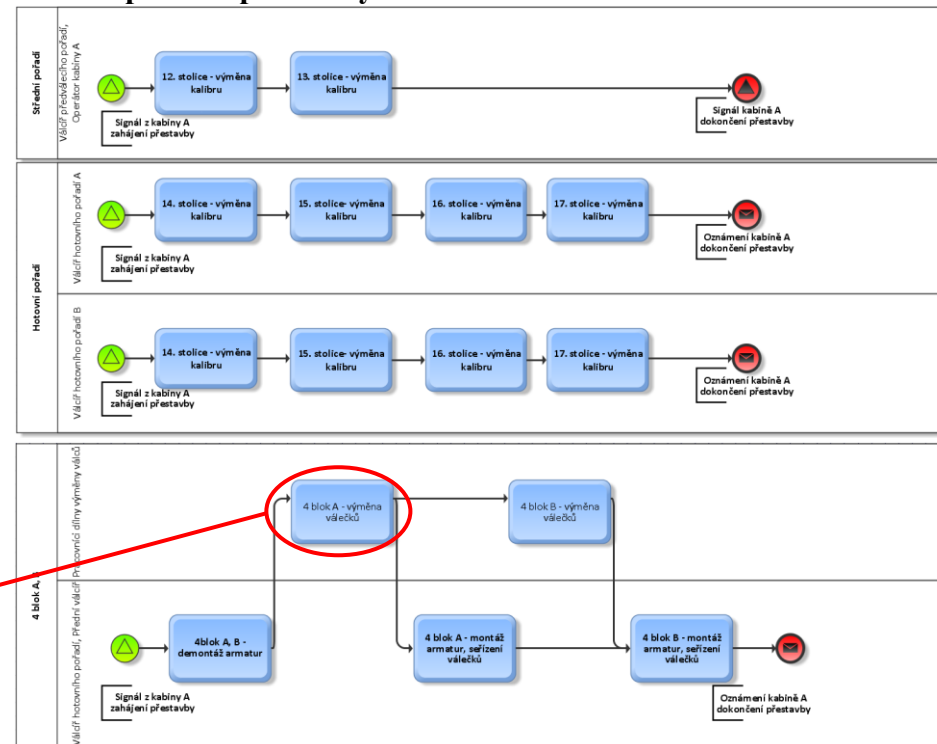 Střední pořadí
Válcíř předválecího pořadí,
Operátor kabiny A
12. stolice - výměna
kalibru
13. stolice - výměna
kalibru
Signál z kabiny A
zahájení přestavby
Signál kabině A
dokončení přestavby
Hotovní pořadí
Válcíř hotovního pořadí A
14. stolice - výměna
kalibru
15. stolice- výměna
kalibru
16. stolice - výměna
kalibru
17. stolice - výměna
kalibru
Signál z kabiny A
zahájení přestavby
Oznámení kabině A
dokončení přestavby
Válcíř hotovního pořadí B
14. stolice - výměna
kalibru
15. stolice- výměna
kalibru
16. stolice - výměna
kalibru
17. stolice - výměna
kalibru
Signál z kabiny A
zahájení přestavby
Oznámení kabině A
dokončení přestavby
4 blok A, B
Pracovníci dílny výměny válců
4 blok A - výměna
válečků
4 blok B - výměna
válečků
Válcíř hotovního pořadí, Přední válcíř
4blok A, B -
demontáž armatur
4 blok A - montáž
armatur, seřízení
válečků
4 blok B - montáž
armatur, seřízení
válečků
Signál z kabiny A
zahájení přestavby
Oznámení kabině A
dokončení přestavby